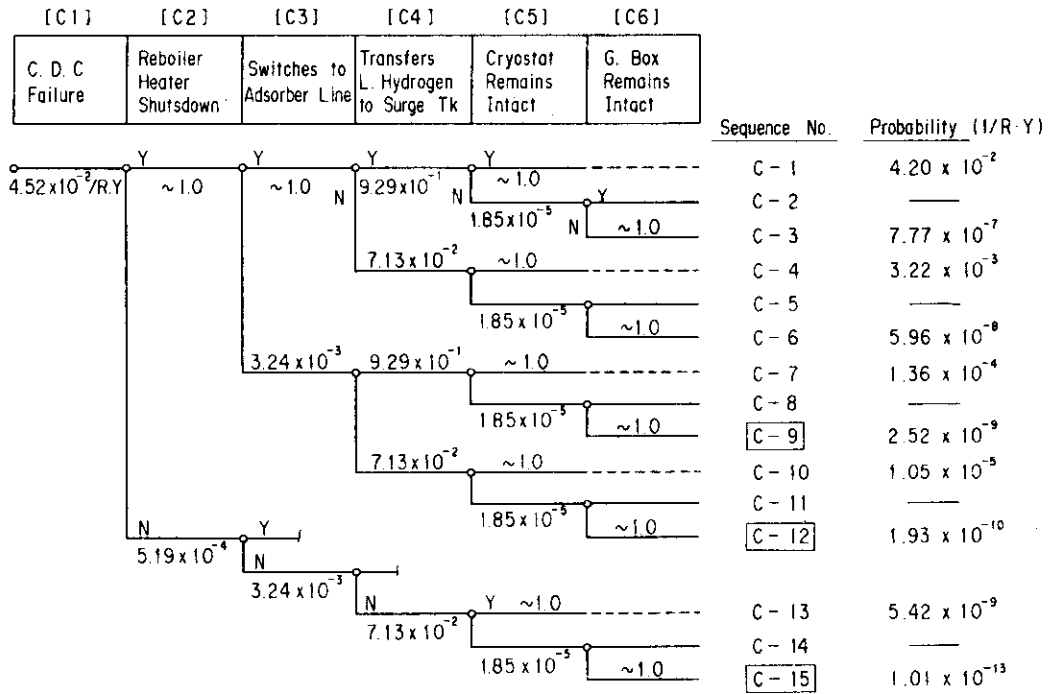 [C1] [C2] [C3] [C4] [C5] [C6]
C. D. C Failure
Reboiler Heater Shutsdown
Switches to Adsorber Line
Transfers L. Hydrogen to Surge Tk
Cryostat Remains Intact
G. Box Remains Intact
Sequence No. Probability (1/R·Y)
Y Y Y Y
4.52x10⁻²/R.Y ~1.0 ~1.0 9.29x10⁻¹ ~1.0 C-1 4.20 x 10⁻²
N N Y
1.85x10⁻⁵ C-2 —
N ~1.0 C-3 7.77 x 10⁻⁷
7.13x10⁻² ~1.0 C-4 3.22 x 10⁻³
1.85x10⁻⁵ C-5 —
~1.0 C-6 5.96 x 10⁻⁸
3.24x10⁻³ 9.29x10⁻¹ ~1.0 C-7 1.36 x 10⁻⁴
1.85x10⁻⁵ C-8 —
~1.0 C-9 2.52 x 10⁻⁹
7.13x10⁻² ~1.0 C-10 1.05 x 10⁻⁵
1.85x10⁻⁵ C-11 —
N Y
5.19x10⁻⁴ ~1.0 C-12 1.93 x 10⁻¹⁰
N
3.24x10⁻³
N Y ~1.0 C-13 5.42 x 10⁻⁹
7.13x10⁻² C-14 —
1.85x10⁻⁵ ~1.0 C-15 1.01 x 10⁻¹³